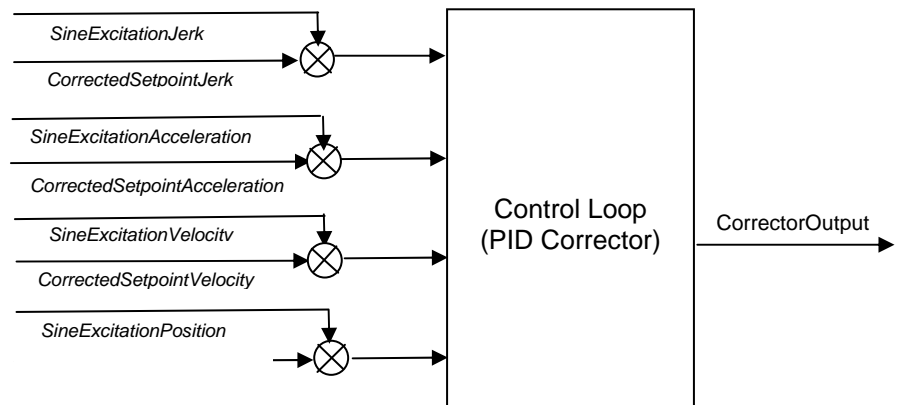 SineExcitationJerk
CorrectedSetpointJerk
SineExcitationAcceleration
CorrectedSetpointAcceleration
SineExcitationVelocity
CorrectedSetpointVelocity
SineExcitationPosition
Control Loop
(PID Corrector)
CorrectorOutput